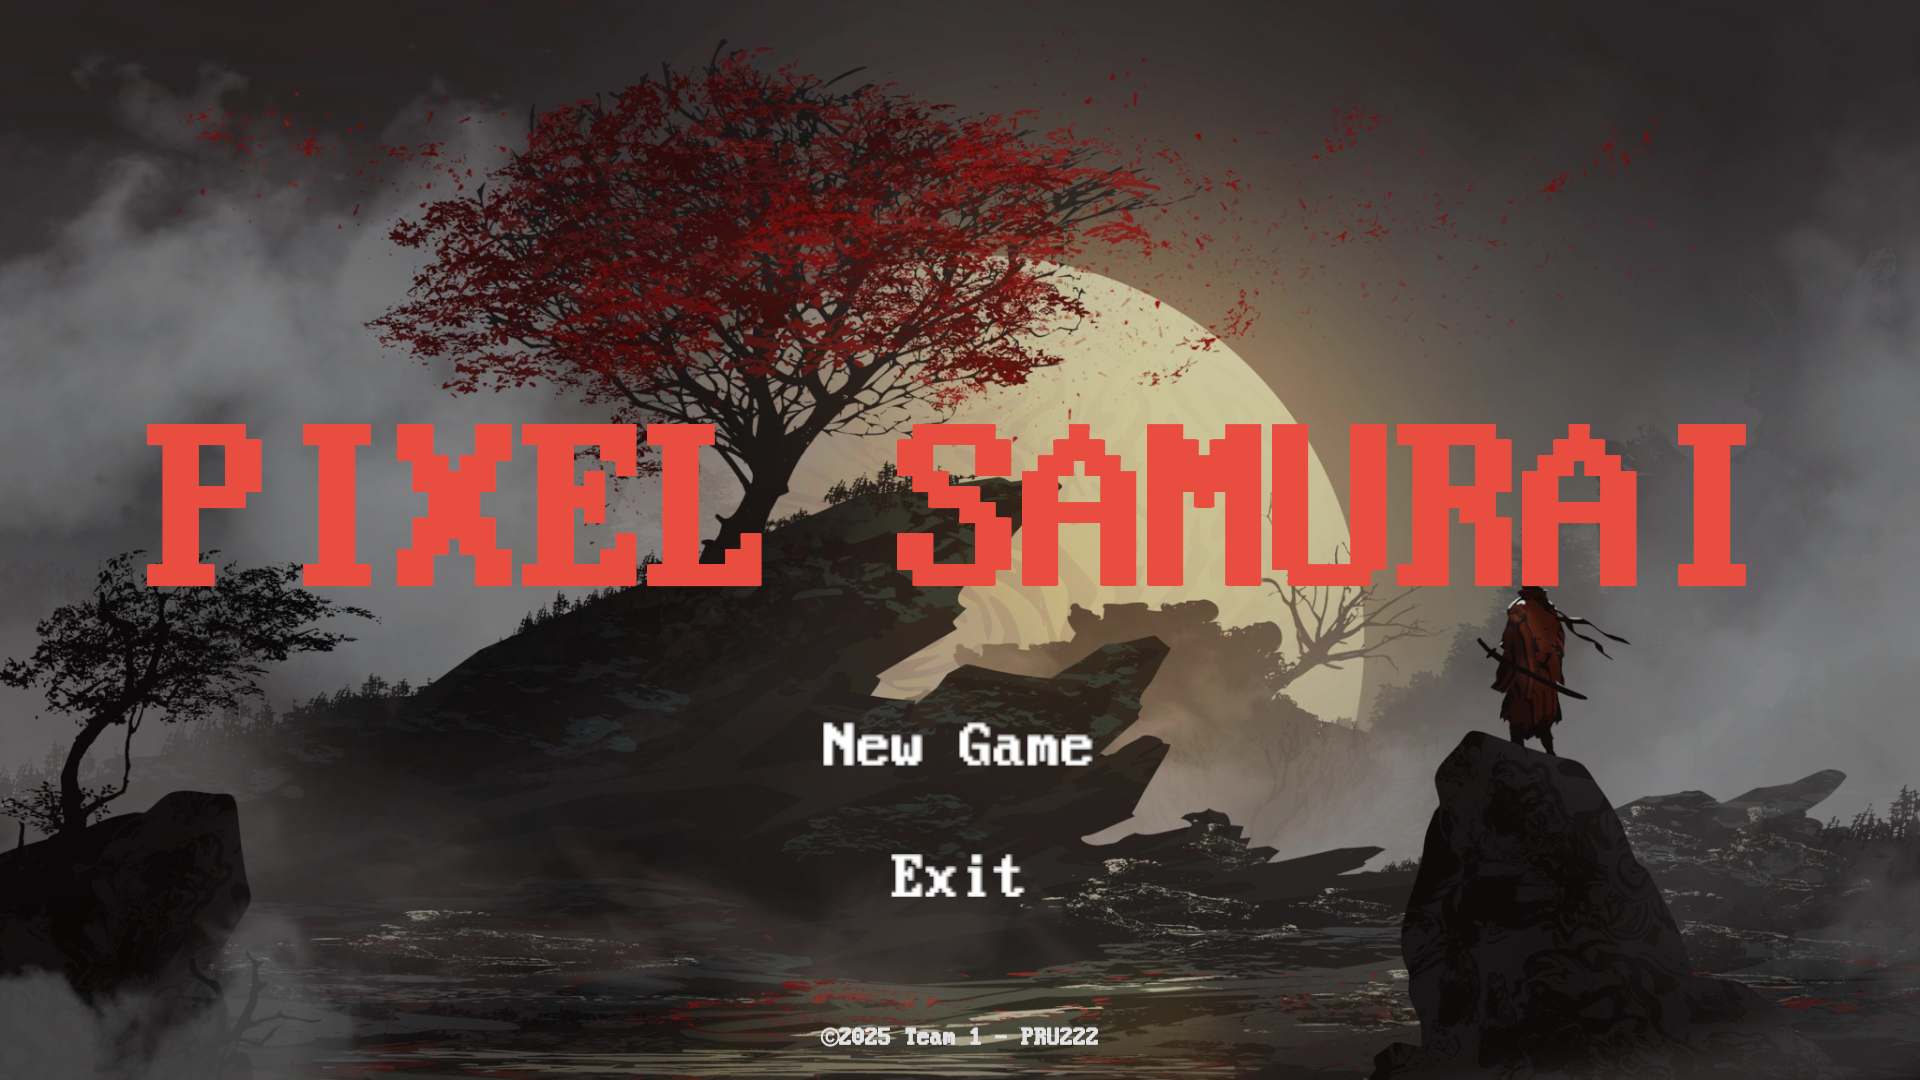 PIXEL SAMURAI
New Game
Exit
©2025 Team 1 - PRU222